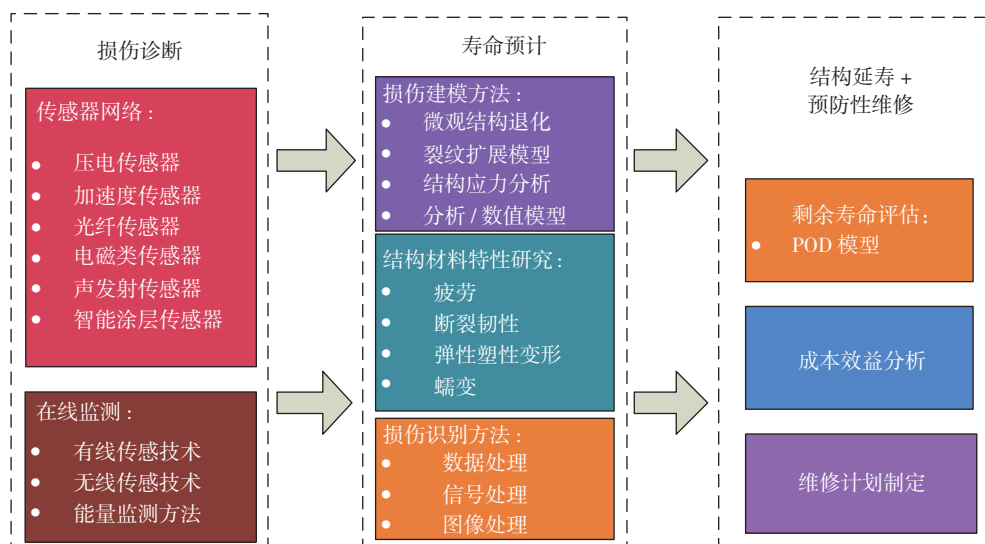 损伤诊断
传感器网络：
• 压电传感器
• 加速度传感器
• 光纤传感器
• 电磁类传感器
• 声发射传感器
• 智能涂层传感器
在线监测：
• 有线传感技术
• 无线传感技术
• 能量监测方法
寿命预计
损伤建模方法：
• 微观结构退化
• 裂纹扩展模型
• 结构应力分析
• 分析 / 数值模型
结构材料特性研究：
• 疲劳
• 断裂韧性
• 弹性塑性变形
• 蠕变
损伤识别方法：
• 数据处理
• 信号处理
• 图像处理
结构延寿 +
预防性维修
剩余寿命评估：
• POD 模型
成本效益分析
维修计划制定